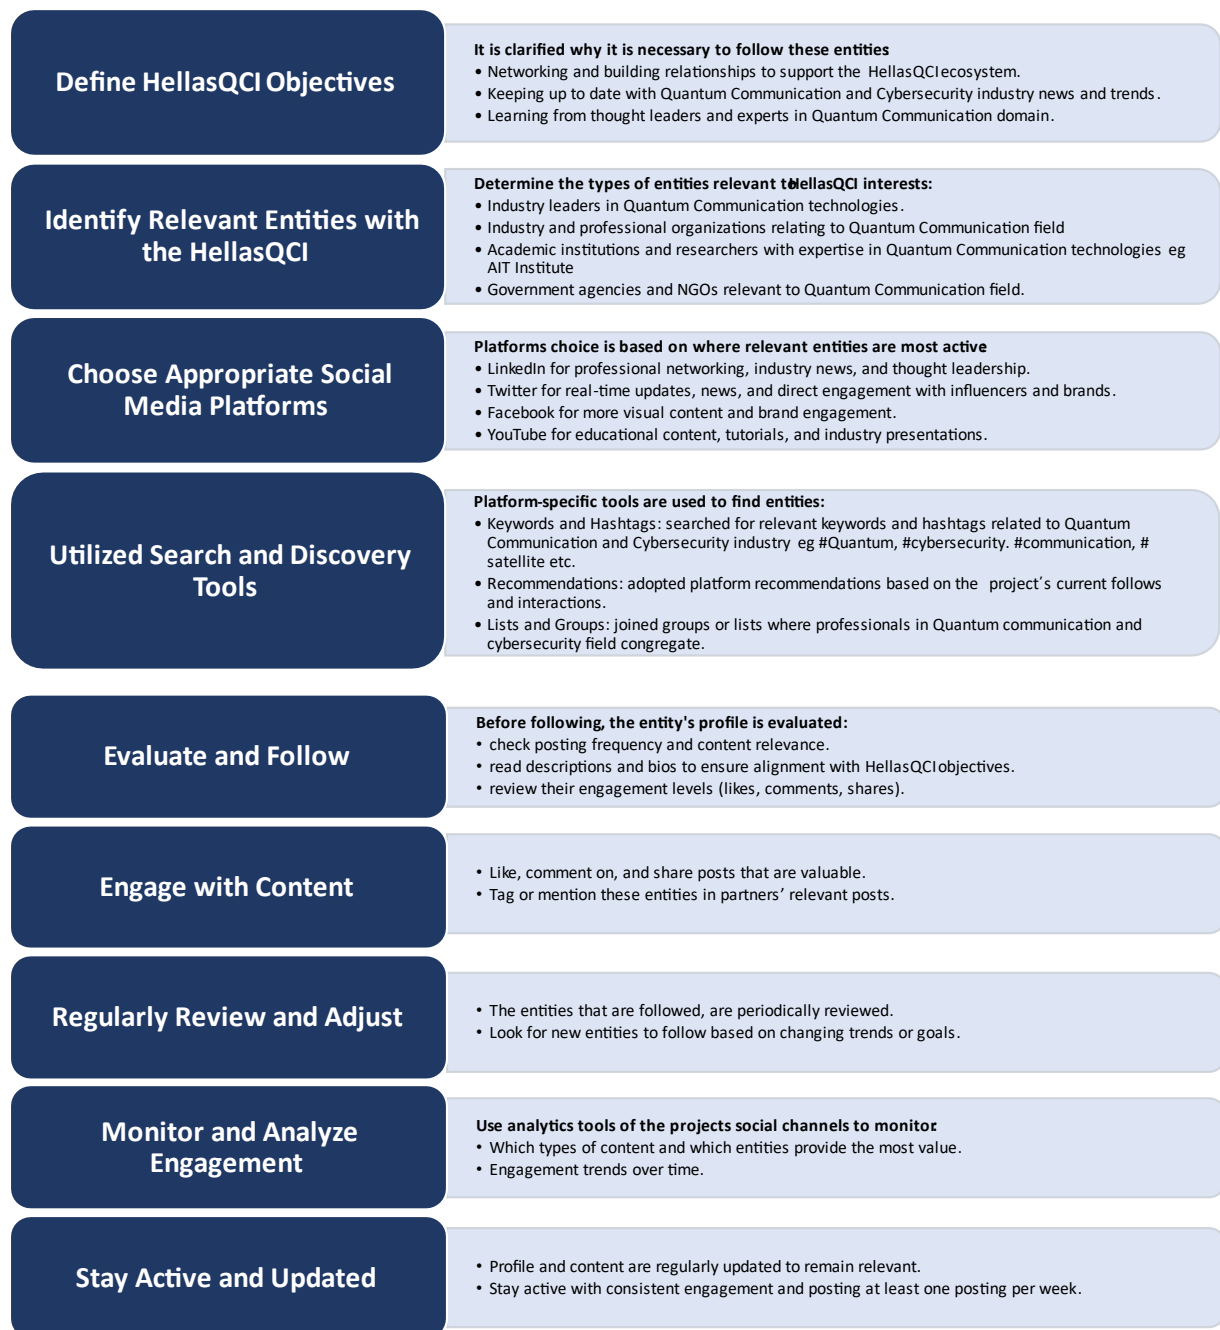 Define HellasQCI Objectives
It is clarified why it is necessary to follow these entities:
• Networking and building relationships to support the HellasQCI ecosystem.
• Keeping up to date with Quantum Communication and Cybersecurity industry news and trends.
• Learning from thought leaders and experts in Quantum Communication domain.
Identify Relevant Entities with
the HellasQCI
Determine the types of entities relevant to HellasQCI interests:
• Industry leaders in Quantum Communication technologies.
• Industry and professional organizations relating to Quantum Communication field
• Academic institutions and researchers with expertise in Quantum Communication technologies eg
AIT Institute
• Government agencies and NGOs relevant to Quantum Communication field.
Choose Appropriate Social
Media Platforms
Platforms choice is based on where relevant entities are most active:
• LinkedIn for professional networking, industry news, and thought leadership.
• Twitter for real-time updates, news, and direct engagement with influencers and brands.
• Facebook for more visual content and brand engagement.
• YouTube for educational content, tutorials, and industry presentations.
Utilized Search and Discovery
Tools
Platform-specific tools are used to find entities:
• Keywords and Hashtags: searched for relevant keywords and hashtags related to Quantum
Communication and Cybersecurity industry eg #Quantum, #cybersecurity. #communication, #
satellite etc.
• Recommendations: adopted platform recommendations based on the project´s current follows
and interactions.
• Lists and Groups: joined groups or lists where professionals in Quantum communication and
cybersecurity field congregate.
Evaluate and Follow
Before following, the entity's profile is evaluated:
• check posting frequency and content relevance.
• read descriptions and bios to ensure alignment with HellasQCI objectives.
• review their engagement levels (likes, comments, shares).
Engage with Content
• Like, comment on, and share posts that are valuable.
• Tag or mention these entities in partners’ relevant posts.
Regularly Review and Adjust
• The entities that are followed, are periodically reviewed.
• Look for new entities to follow based on changing trends or goals.
Monitor and Analyze
Engagement
Use analytics tools of the projects social channels to monitor:
• Which types of content and which entities provide the most value.
• Engagement trends over time.
Stay Active and Updated
• Profile and content are regularly updated to remain relevant.
• Stay active with consistent engagement and posting at least one posting per week.